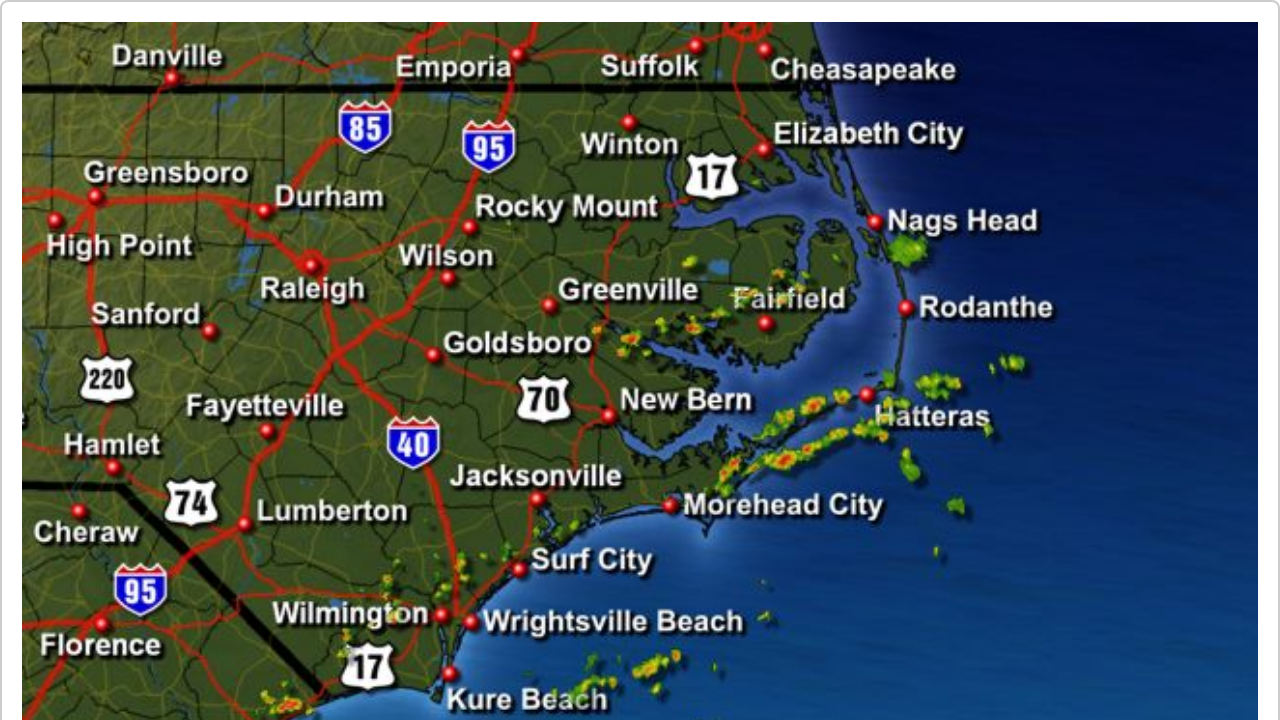 Danville
Emporia
Suffolk
Cheasapeake
85
95
Winton
Elizabeth City
17
Greensboro
Durham
Rocky Mount
Nags Head
High Point
Wilson
Raleigh
Greenville
Fairfield
Sanford
Rodanthe
Goldsboro
220
70
New Bern
Fayetteville
Hatteras
Hamlet
40
Jacksonville
74
Lumberton
Morehead City
Cheraw
Surf City
95
Wilmington
Wrightsville Beach
Florence
17
Kure Beach